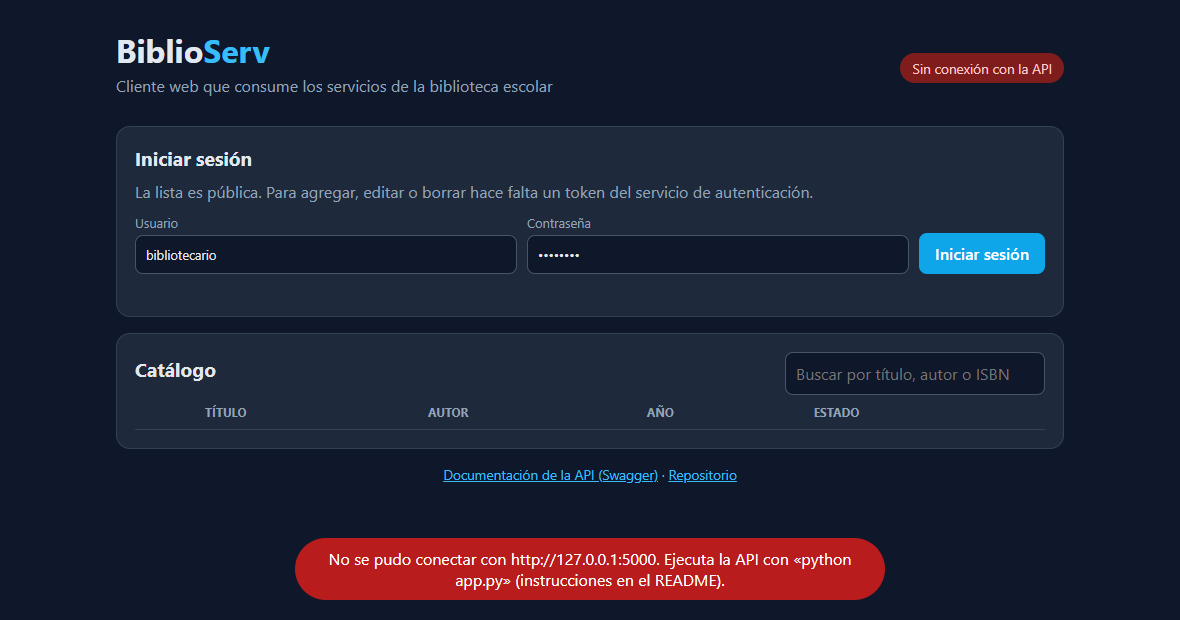 BiblioServ
Sin conexión con la API
Cliente web que consume los servicios de la biblioteca escolar
Iniciar sesión
La lista es pública. Para agregar, editar o borrar hace falta un token del servicio de autenticación.
Usuario
Contraseña
bibliotecario
••••••••
Iniciar sesión
Catálogo
Buscar por título, autor o ISBN
TÍTULO AUTOR AÑO ESTADO
Documentación de la API (Swagger) · Repositorio
No se pudo conectar con http://127.0.0.1:5000. Ejecuta la API con «python
app.py» (instrucciones en el README).